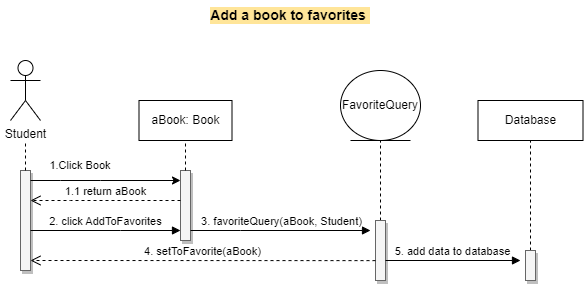 Add a book to favorites
Student
aBook: Book
FavoriteQuery
Database
1.Click Book
1.1 return aBook
2. click AddToFavorites
3. favoriteQuery(aBook, Student)
4. setToFavorite(aBook)
5. add data to database